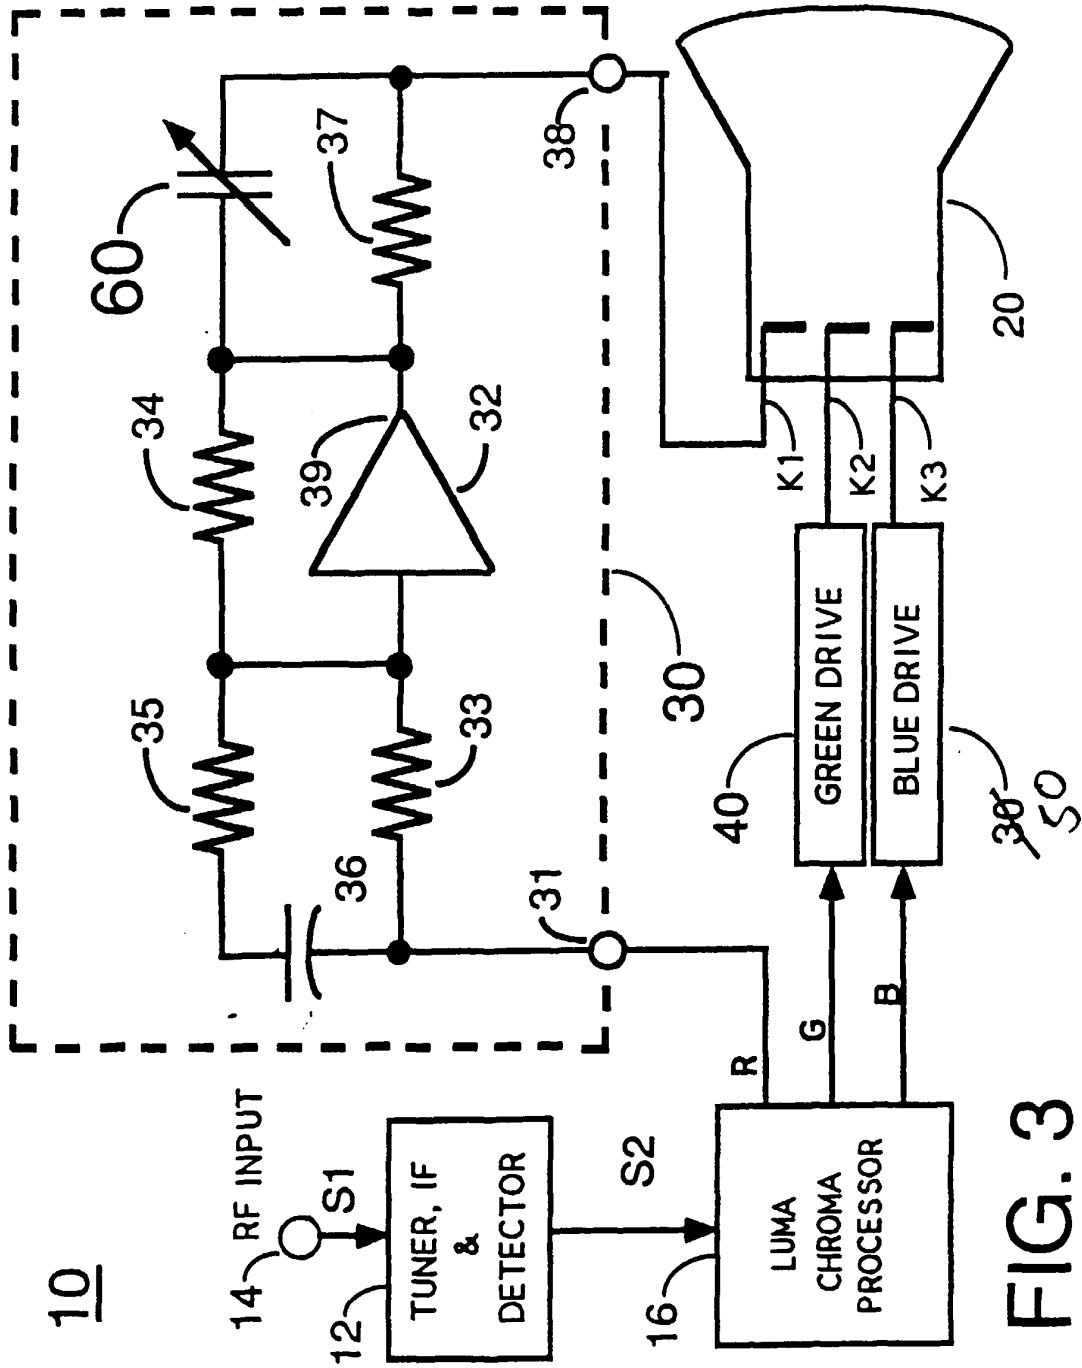 10
14
RF INPUT
S1
12
TUNER, IF
&
DETECTOR
S2
16
LUMA
CHROMA
PROCESSOR
R
G
B
31
36
35
33
34
39
32
60
37
38
30
40
GREEN DRIVE
BLUE DRIVE
30
50
K1
K2
K3
20
FIG. 3